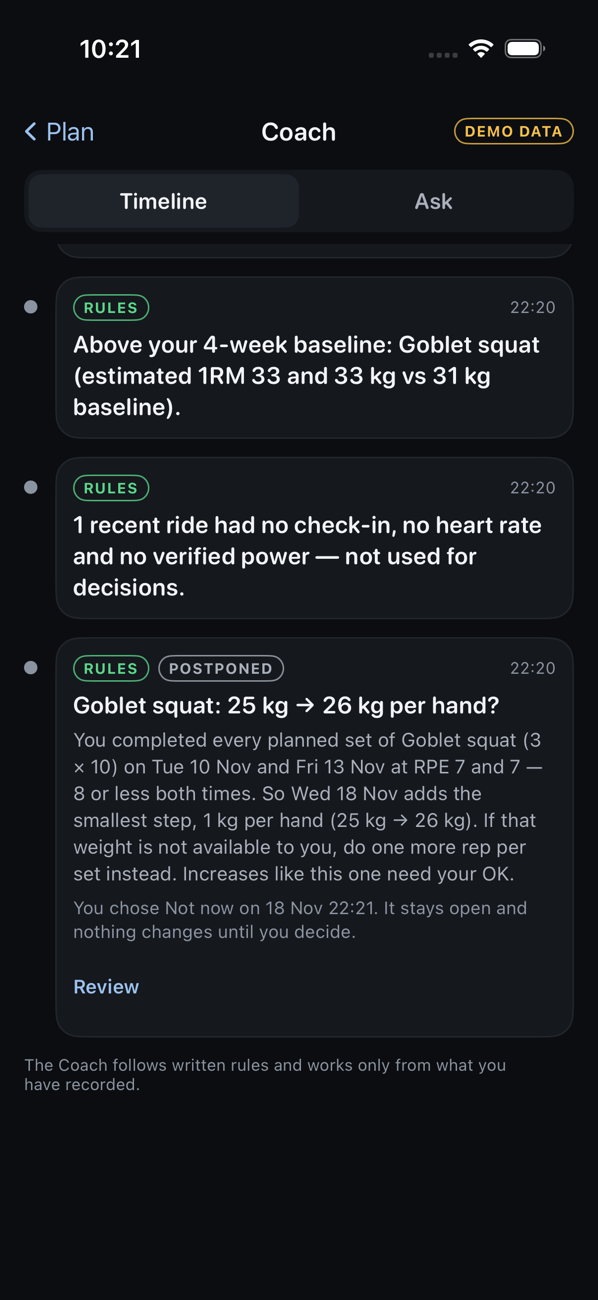 10:21
Plan
Coach
DEMO DATA
Timeline
Ask
RULES
22:20
Above your 4-week baseline: Goblet squat
(estimated 1RM 33 and 33 kg vs 31 kg
baseline).
RULES
22:20
1 recent ride had no check-in, no heart rate
and no verified power — not used for
decisions.
RULES
POSTPONED
22:20
Goblet squat: 25 kg → 26 kg per hand?
You completed every planned set of Goblet squat (3
× 10) on Tue 10 Nov and Fri 13 Nov at RPE 7 and 7 —
8 or less both times. So Wed 18 Nov adds the
smallest step, 1 kg per hand (25 kg → 26 kg). If that
weight is not available to you, do one more rep per
set instead. Increases like this one need your OK.
You chose Not now on 18 Nov 22:21. It stays open and
nothing changes until you decide.
Review
The Coach follows written rules and works only from what you
have recorded.